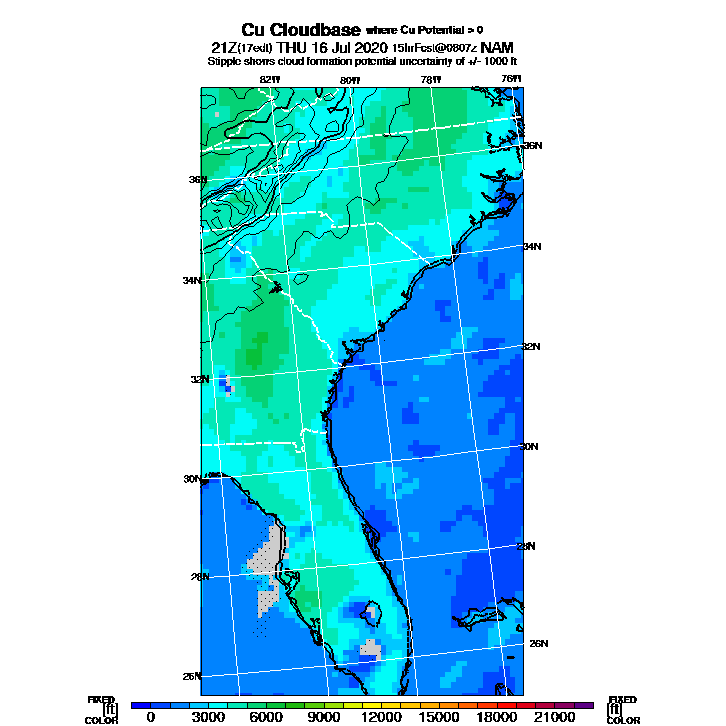 Cu Cloudbase where Cu Potential > 0
21Z(17edt) THU 16 Jul 2020 15hrFcst@0807z NAM
Stipple shows cloud formation potential uncertainty of +/- 1000 ft
82W 80W 78W 76W
36N 36N
34N 34N
32N 32N
30N 30N
28N 28N
26N 26N
FIXED FIXED
[ft] [ft]
COLOR 0 3000 6000 9000 12000 15000 18000 21000 COLOR